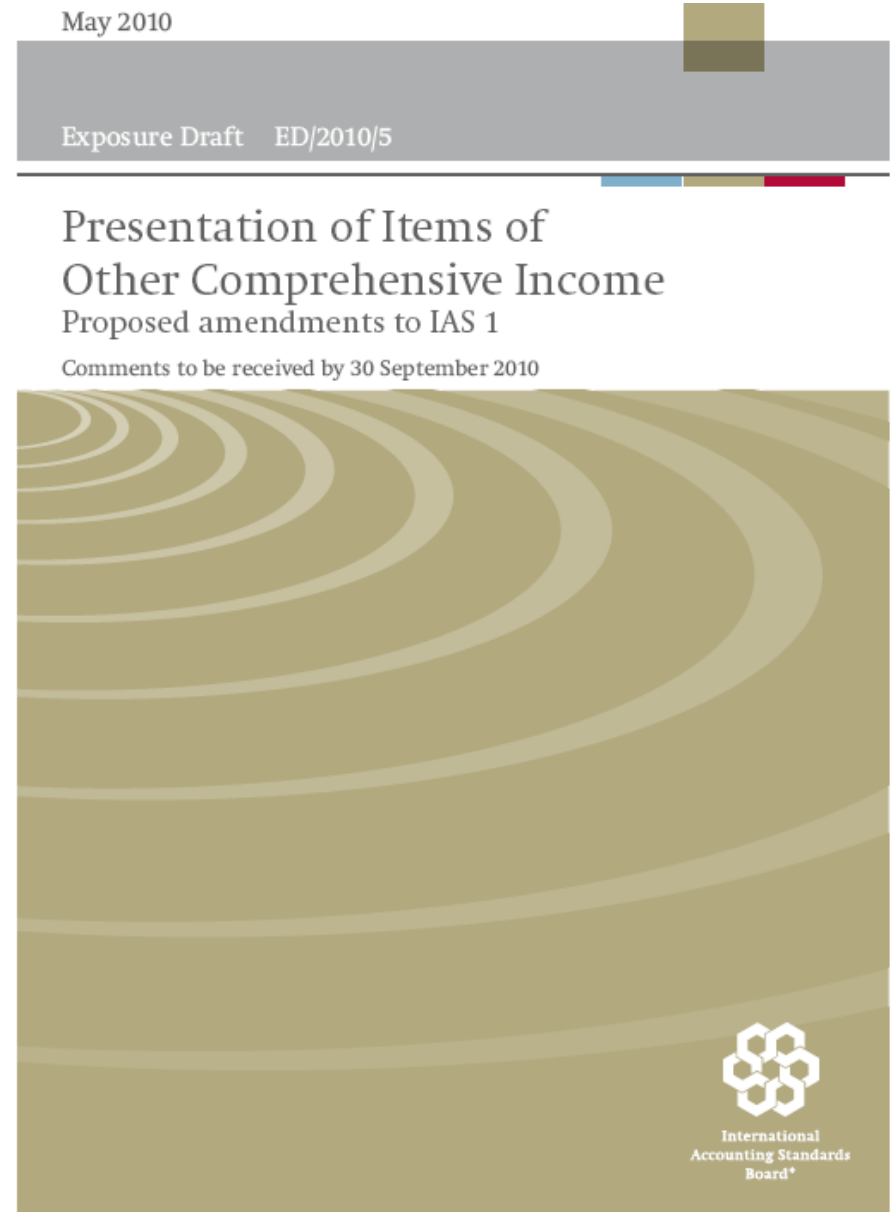 May 2010
Exposure Draft ED/2010/5
Presentation of Items of
Other Comprehensive Income
Proposed amendments to IAS 1
Comments to be received by 30 September 2010
International
Accounting Standards
Board®